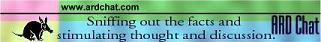 www.ardchat.com
Sniffing out the facts and
stimulating thought and discussion.
ARD Chat